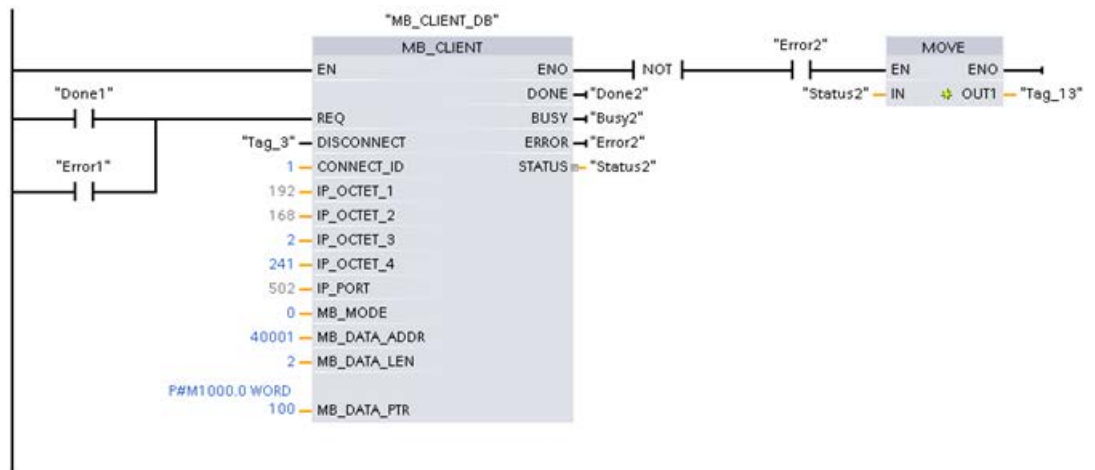 "MB_CLIENT_DB"
MB_CLIENT
"Error2"
MOVE
EN
ENO
NOT
EN
ENO
"Done1"
DONE
"Done2"
"Status2"
IN
OUT1
"Tag_13"
REQ
BUSY
"Busy2"
"Tag_3"
DISCONNECT
ERROR
"Error2"
"Error1"
1
CONNECT_ID
STATUS
"Status2"
192
IP_OCTET_1
168
IP_OCTET_2
2
IP_OCTET_3
241
IP_OCTET_4
502
IP_PORT
0
MB_MODE
40001
MB_DATA_ADDR
2
MB_DATA_LEN
P#M1000.0 WORD
100
MB_DATA_PTR